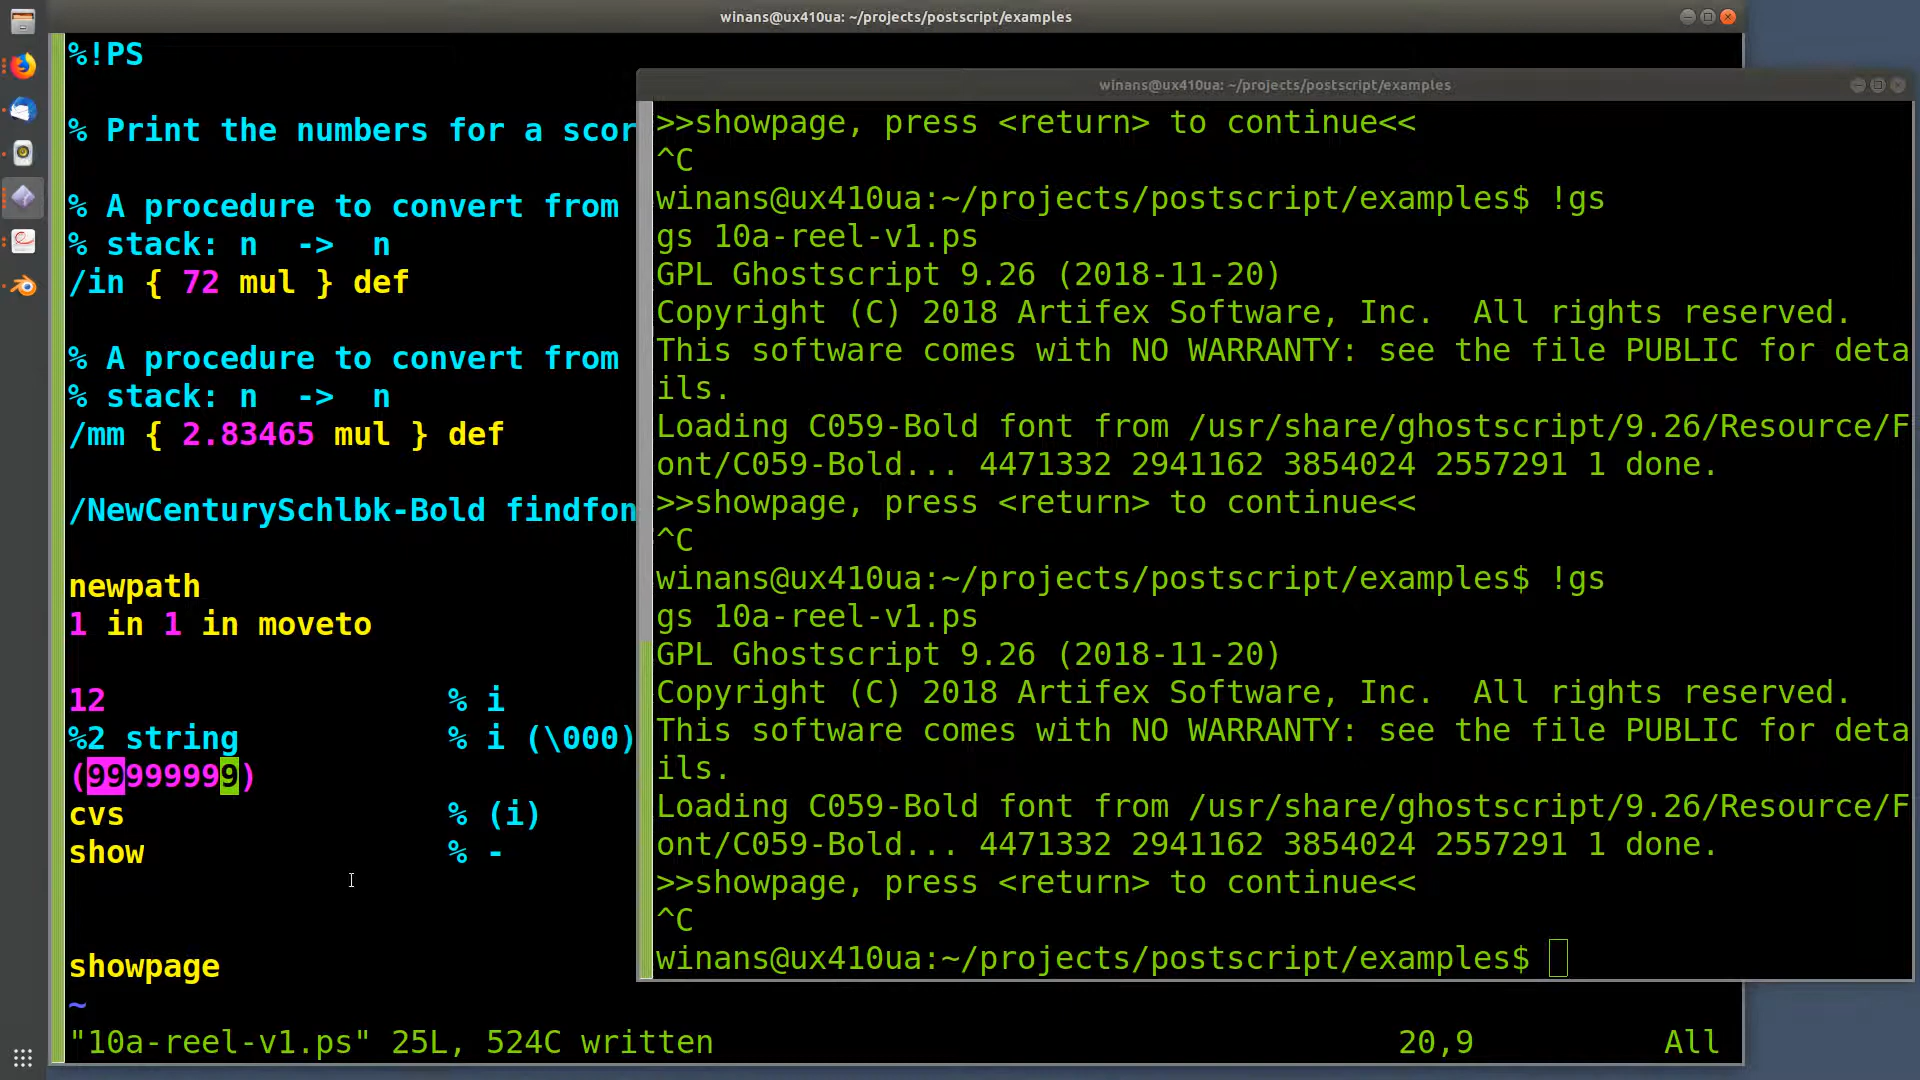 winans@ux410ua: ~/projects/postscript/examples
%!PS
% Print the numbers for a scor
% A procedure to convert from
% stack: n  ->  n
/in { 72 mul } def
% A procedure to convert from
% stack: n  ->  n
/mm { 2.83465 mul } def
/NewCenturySchlbk-Bold findfon
newpath
1 in 1 in moveto
12                  % i
%2 string           % i (\000)
(99999999)
cvs                 % (i)
show                % -
showpage
~
"10a-reel-v1.ps" 25L, 524C written                                    20,9          All
winans@ux410ua: ~/projects/postscript/examples
>>showpage, press <return> to continue<<
^C
winans@ux410ua:~/projects/postscript/examples$ !gs
gs 10a-reel-v1.ps
GPL Ghostscript 9.26 (2018-11-20)
Copyright (C) 2018 Artifex Software, Inc.  All rights reserved.
This software comes with NO WARRANTY: see the file PUBLIC for deta
ils.
Loading C059-Bold font from /usr/share/ghostscript/9.26/Resource/F
ont/C059-Bold... 4471332 2941162 3854024 2557291 1 done.
>>showpage, press <return> to continue<<
^C
winans@ux410ua:~/projects/postscript/examples$ !gs
gs 10a-reel-v1.ps
GPL Ghostscript 9.26 (2018-11-20)
Copyright (C) 2018 Artifex Software, Inc.  All rights reserved.
This software comes with NO WARRANTY: see the file PUBLIC for deta
ils.
Loading C059-Bold font from /usr/share/ghostscript/9.26/Resource/F
ont/C059-Bold... 4471332 2941162 3854024 2557291 1 done.
>>showpage, press <return> to continue<<
^C
winans@ux410ua:~/projects/postscript/examples$